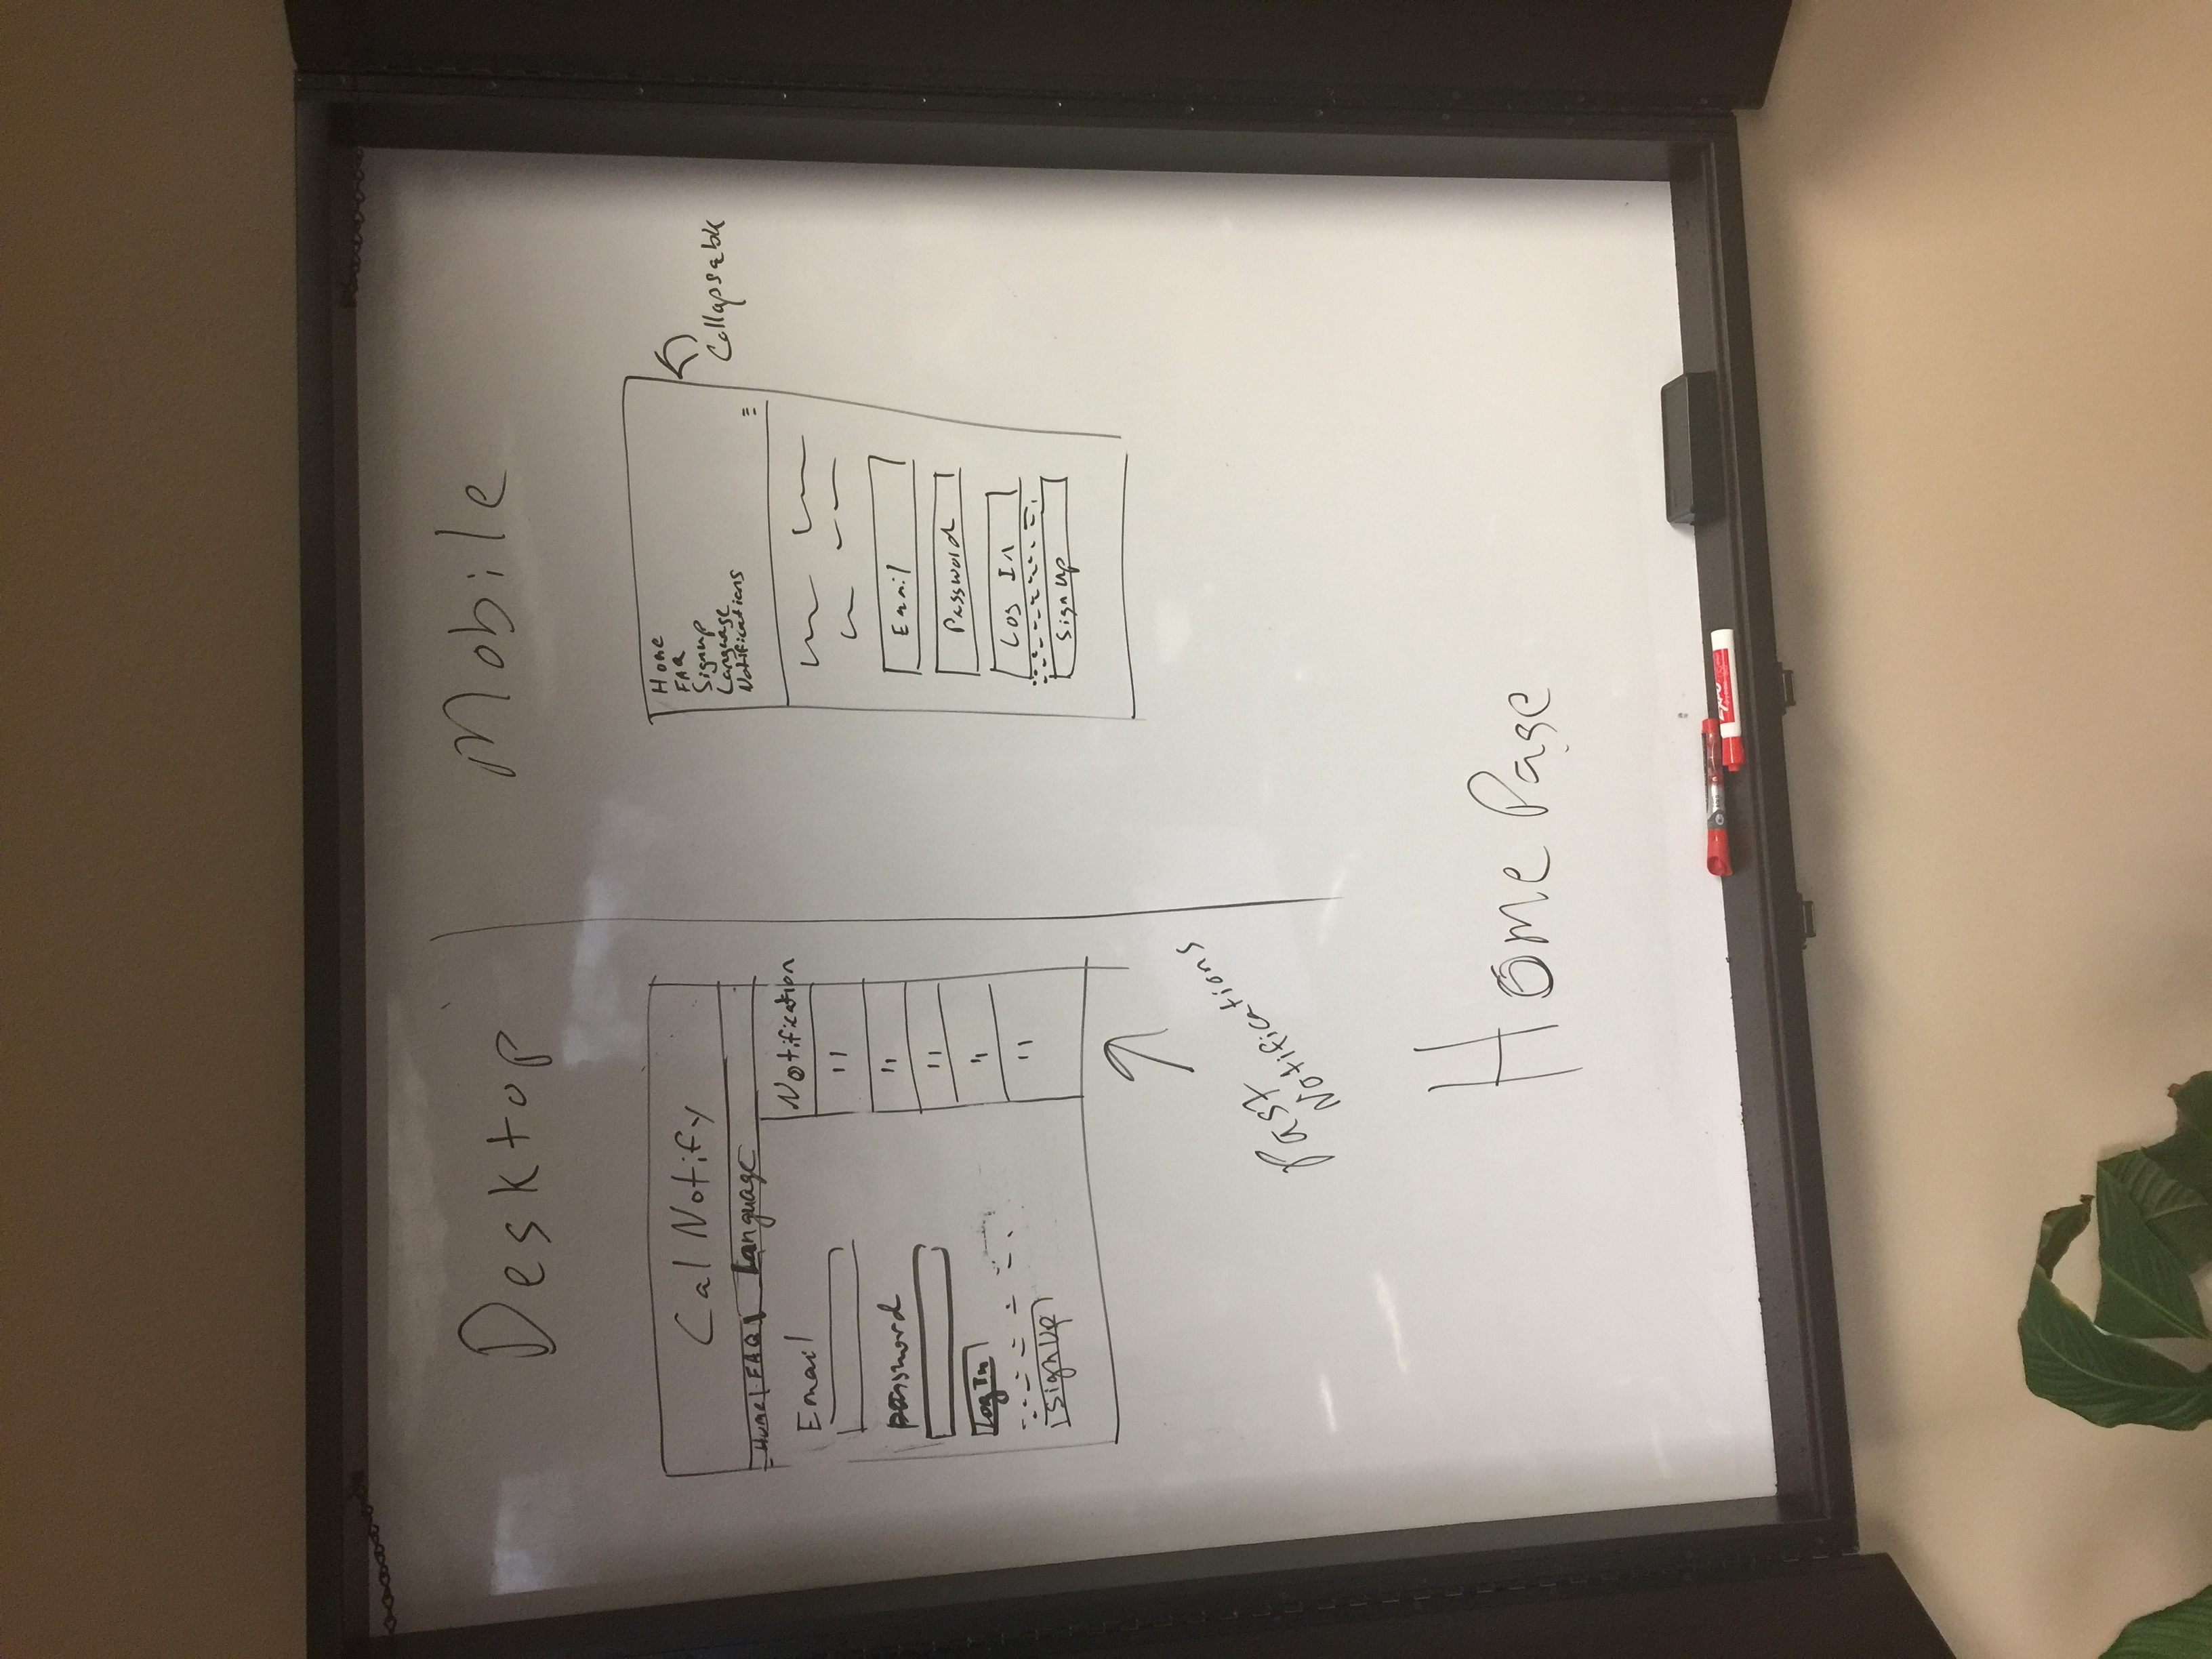 Desktop
Cal Notify
Home | FAQ | Language
Email
password
Log In
Sign Up
Notification
"
"
"
"
"
Past
Notifications
Mobile
Home
FAQ
Signup
Language
Notifications
Collapsable
Email
Password
Log In
Sign Up
Home Page
Expo